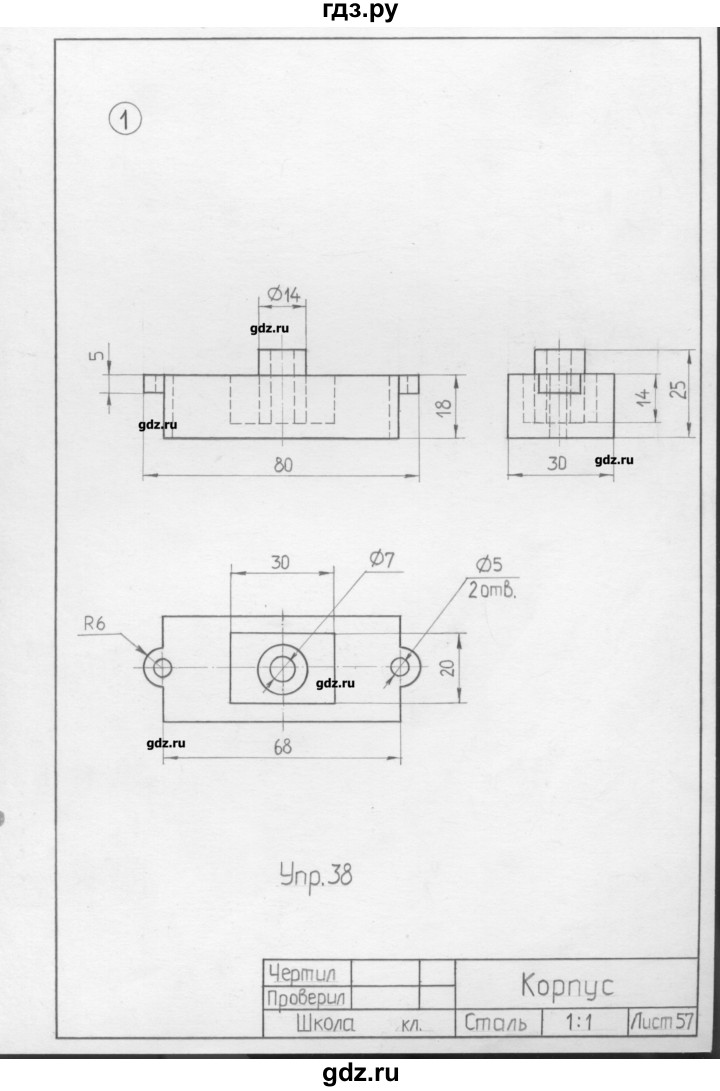 гдз.ру
1
Ø14
gdz.ru
5
18
14
25
gdz.ru
80
30
gdz.ru
30
Ø7
Ø5
2 отв.
R6
20
gdz.ru
gdz.ru
68
Упр.38
Чертил
Проверил
Корпус
Школа кл.
Сталь
1:1
Лист 57
gdz.ru